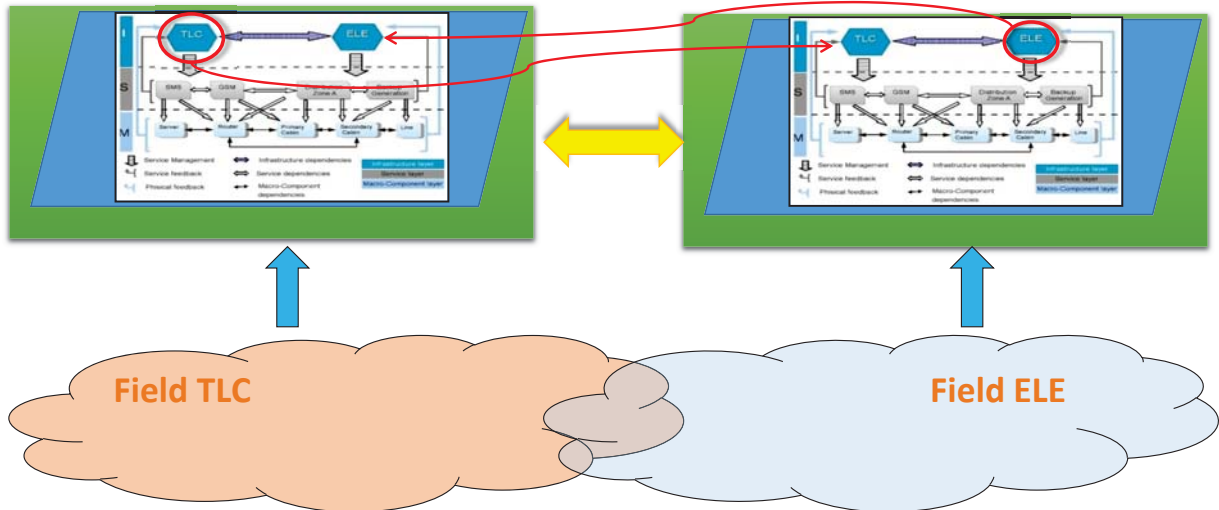 I
TLC
ELE
S
SMS
GSM
Distribution
Zone A
Backup
Generation
M
Server
Router
Primary
Cabin
Secondary
Cabin
Line
Service Management
Service feedback
Phisical feedback
Infrastructure dependencies
Service dependencies
Macro-Component
dependencies
Infrastructure layer
Service layer
Macro-Component layer
I
TLC
ELE
S
SMS
GSM
Distribution
Zone A
Backup
Generation
M
Server
Router
Primary
Cabin
Secondary
Cabin
Line
Service Management
Service feedback
Phisical feedback
Infrastructure dependencies
Service dependencies
Macro-Component
dependencies
Infrastructure layer
Service layer
Macro-Component layer
Field TLC
Field ELE